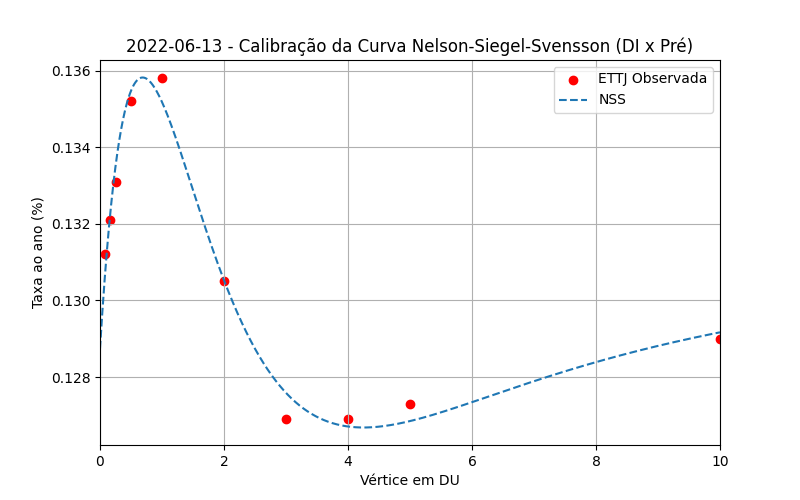 2022-06-13 - Calibração da Curva Nelson-Siegel-Svensson (DI x Pré)
ETTJ Observada
NSS
Taxa ao ano (%)
0.136
0.134
0.132
0.130
0.128
0 2 4 6 8 10
Vértice em DU